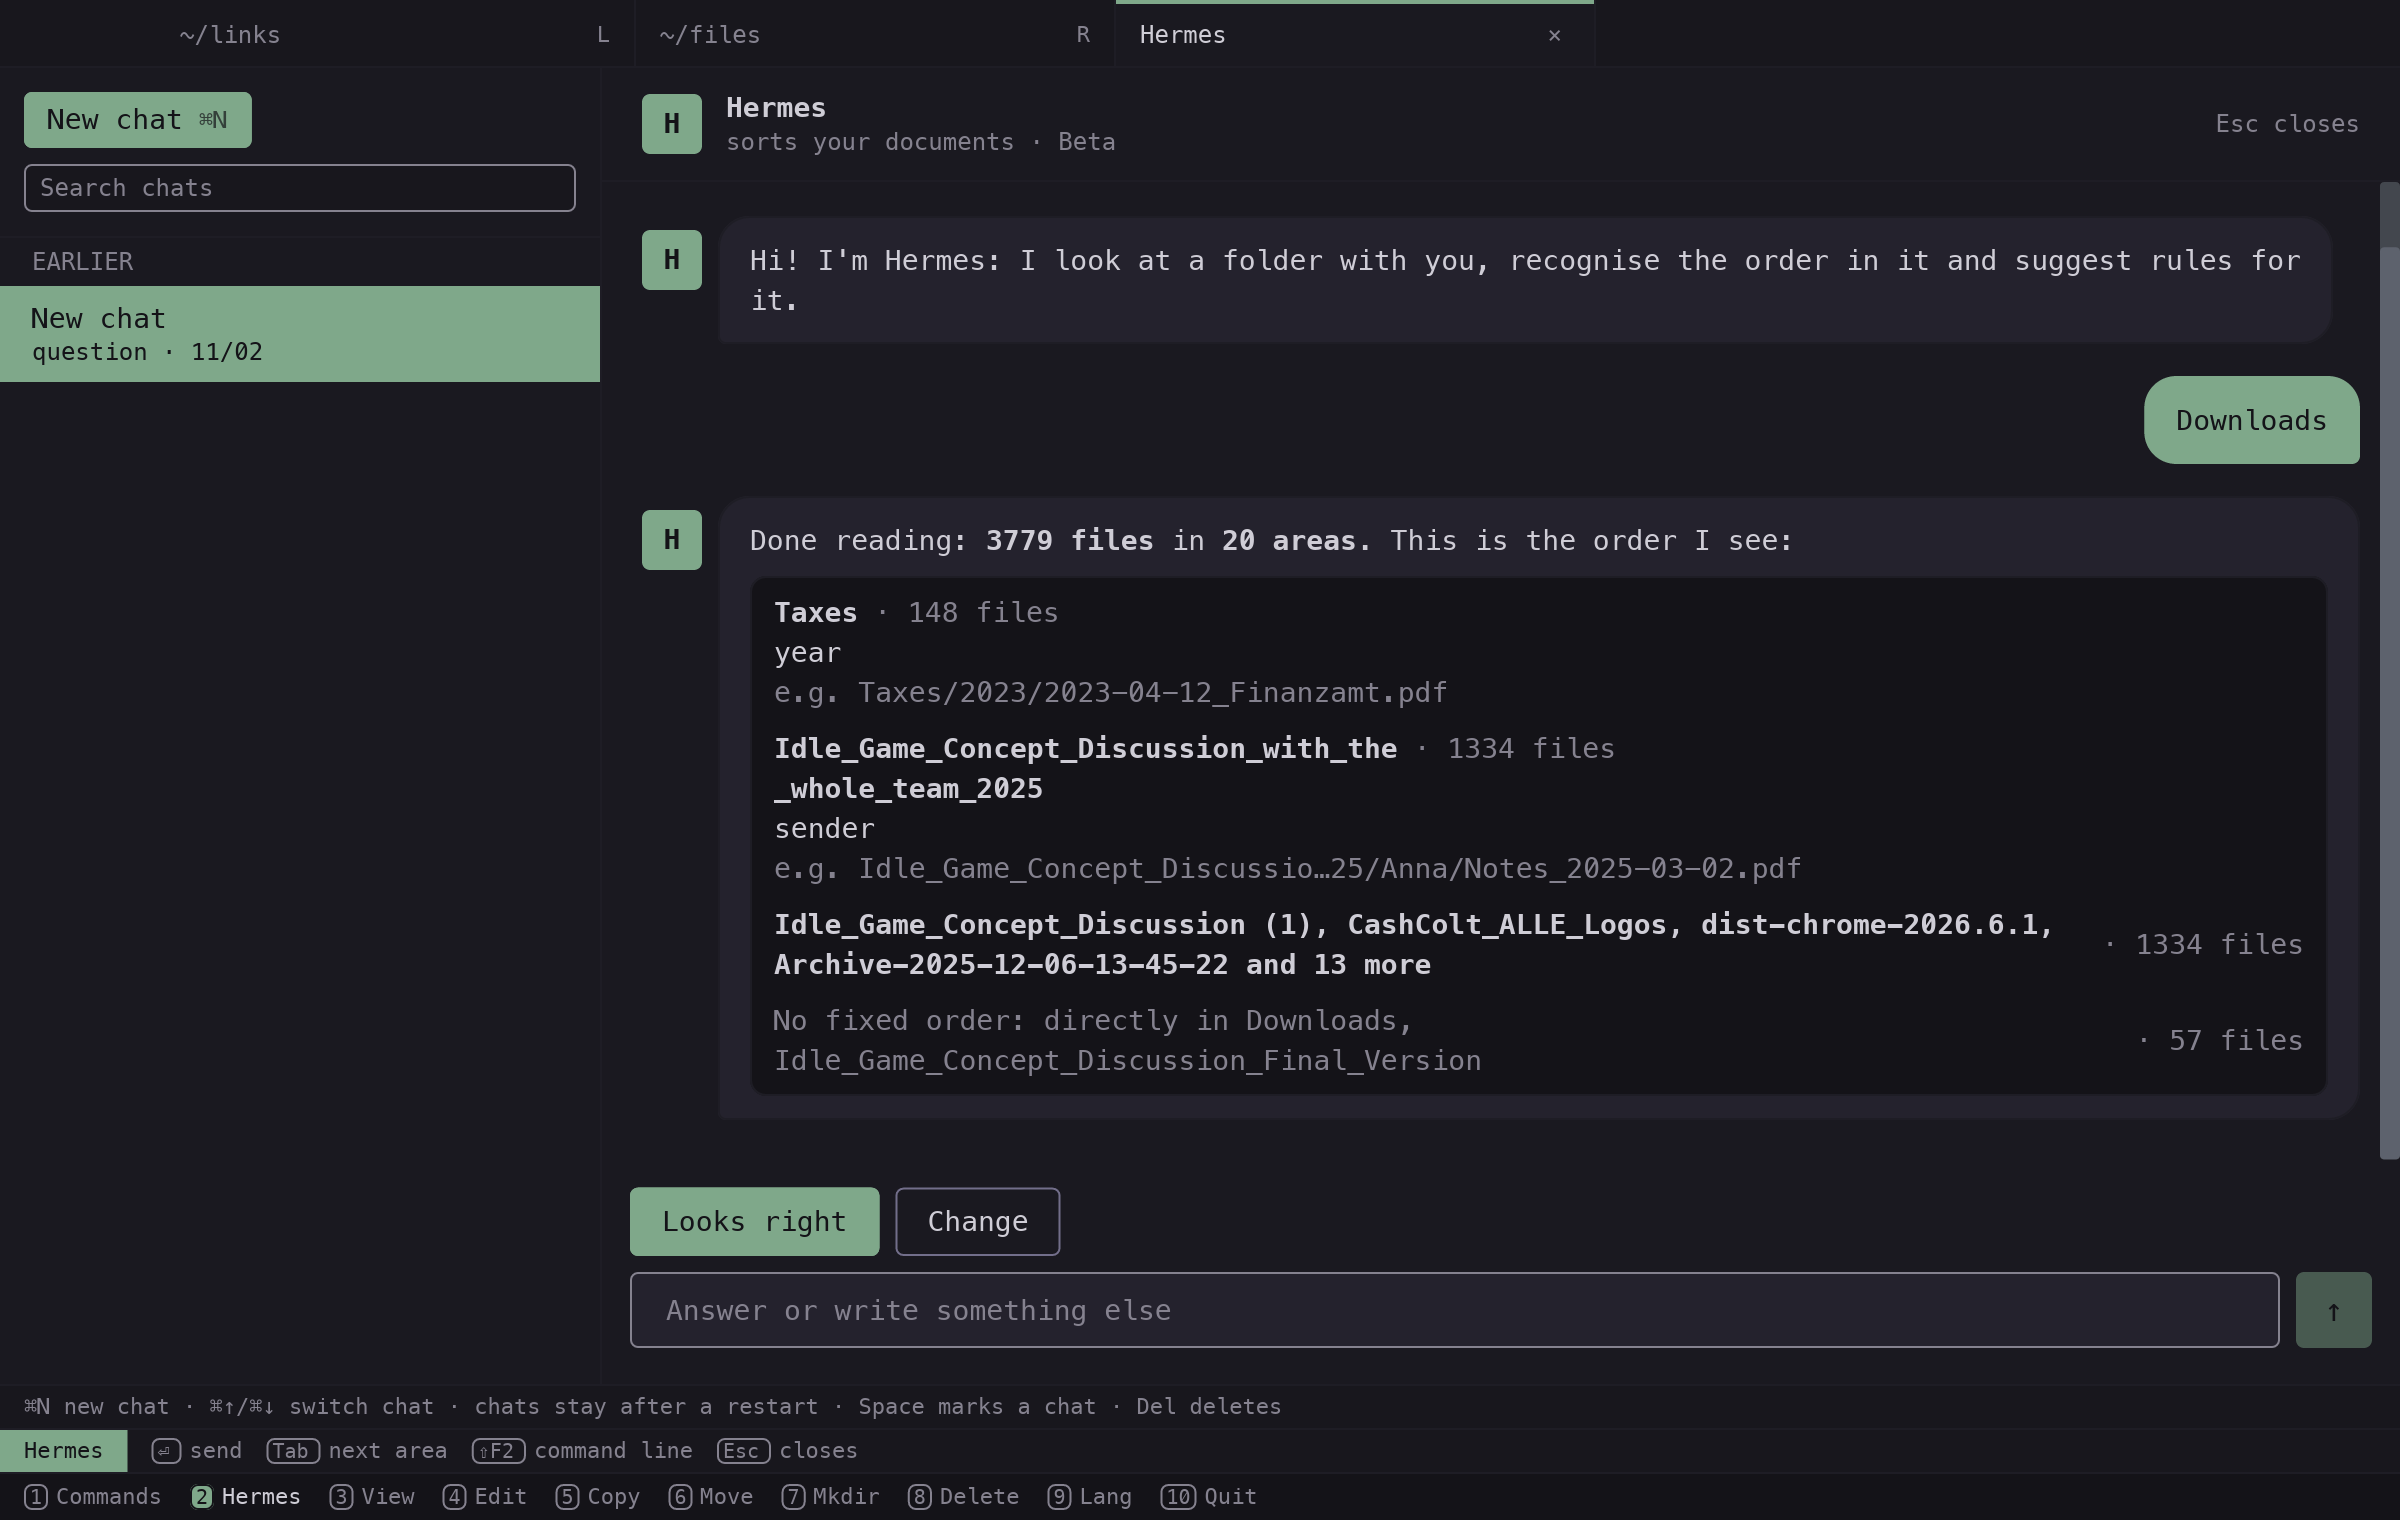 ~/links L ~/files R Hermes ×
New chat ⌘N
Search chats
EARLIER
New chat
question · 11/02
H Hermes
sorts your documents · Beta
Esc closes
H Hi! I'm Hermes: I look at a folder with you, recognise the order in it and suggest rules for
it.
Downloads
H Done reading: 3779 files in 20 areas. This is the order I see:
Taxes · 148 files
year
e.g. Taxes/2023/2023-04-12_Finanzamt.pdf
Idle_Game_Concept_Discussion_with_the · 1334 files
_whole_team_2025
sender
e.g. Idle_Game_Concept_Discussio…25/Anna/Notes_2025-03-02.pdf
Idle_Game_Concept_Discussion (1), CashColt_ALLE_Logos, dist-chrome-2026.6.1,
Archive-2025-12-06-13-45-22 and 13 more
· 1334 files
No fixed order: directly in Downloads,
Idle_Game_Concept_Discussion_Final_Version
· 57 files
Looks right Change
Answer or write something else ↑
⌘N new chat · ⌘↑/⌘↓ switch chat · chats stay after a restart · Space marks a chat · Del deletes
Hermes ⏎ send Tab next area ⇧F2 command line Esc closes
1 Commands 2 Hermes 3 View 4 Edit 5 Copy 6 Move 7 Mkdir 8 Delete 9 Lang 10 Quit